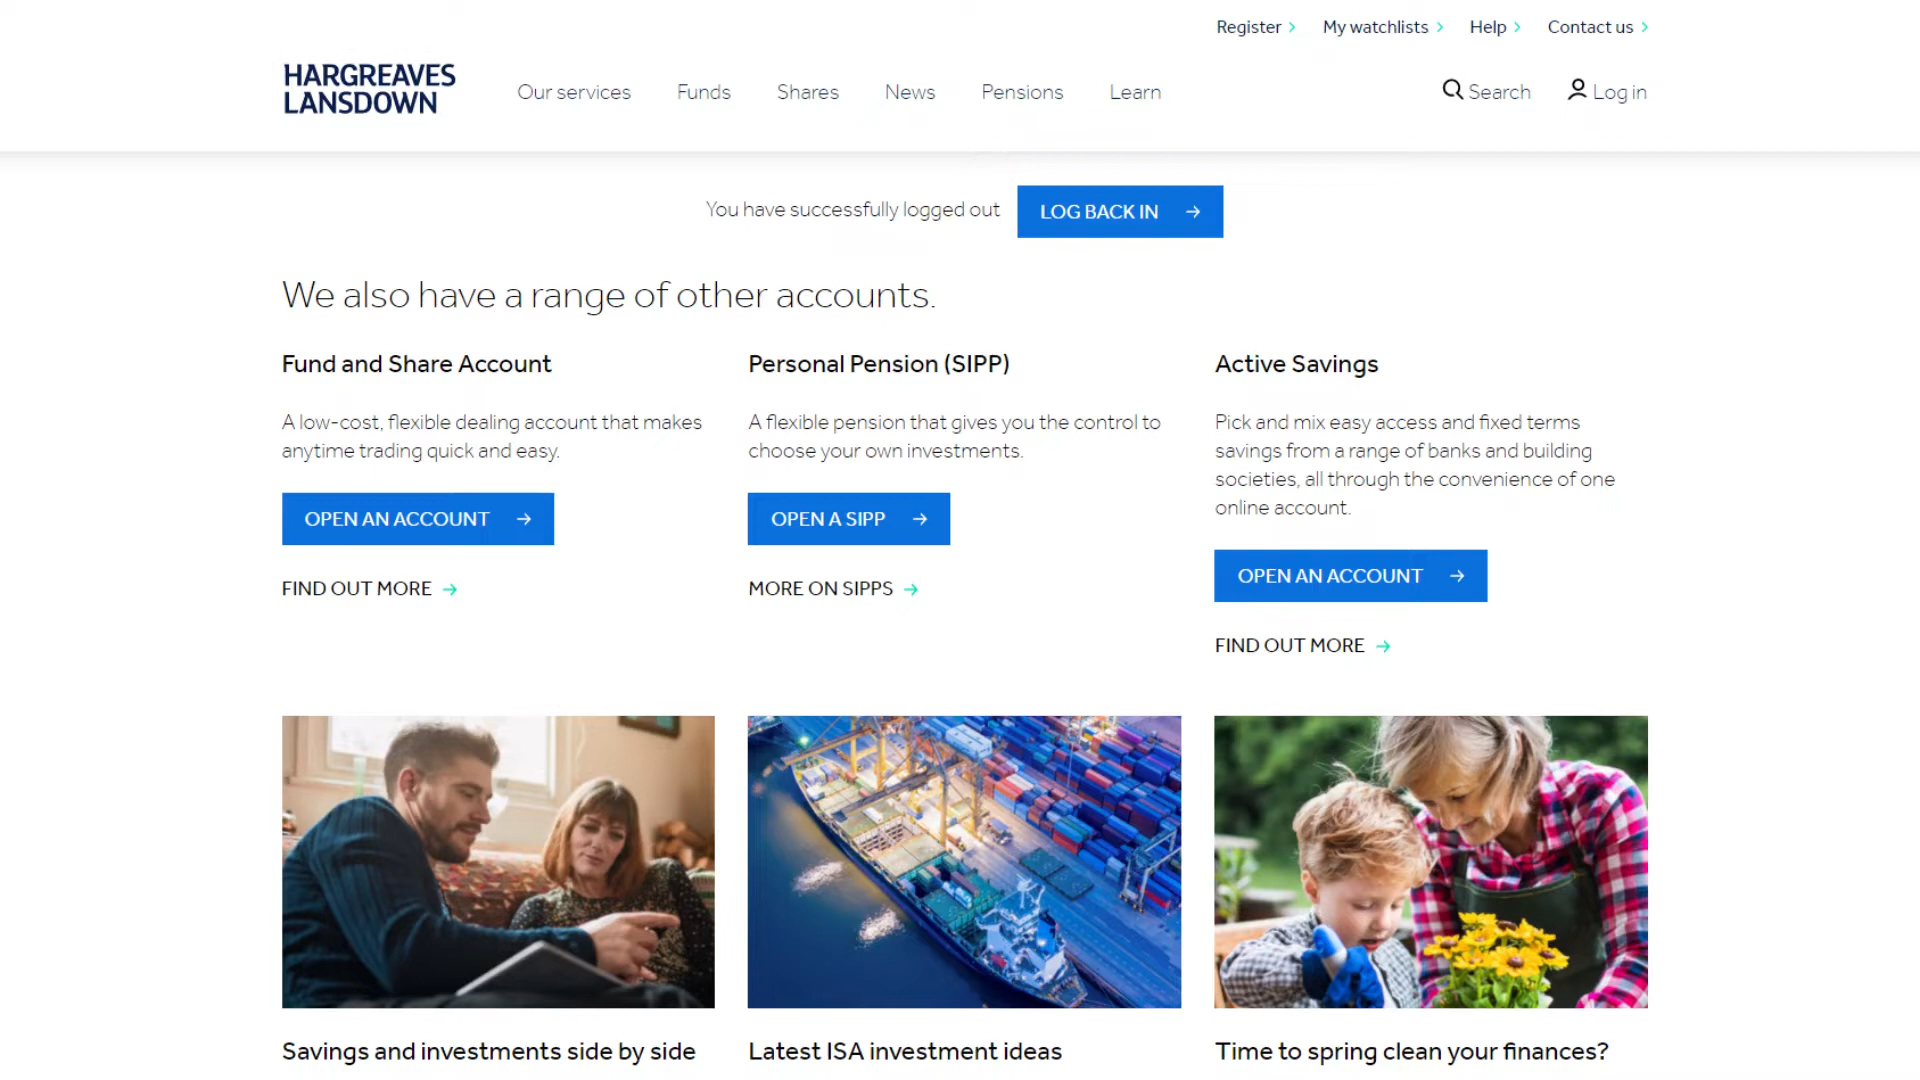 Register
My watchlists
Help
Contact us
HARGREAVES
LANSDOWN
Our services
Funds
Shares
News
Pensions
Learn
Search
Log in
You have successfully logged out
LOG BACK IN
We also have a range of other accounts.
Fund and Share Account
A low-cost, flexible dealing account that makes
anytime trading quick and easy.
OPEN AN ACCOUNT
FIND OUT MORE
Personal Pension (SIPP)
A flexible pension that gives you the control to
choose your own investments.
OPEN A SIPP
MORE ON SIPPS
Active Savings
Pick and mix easy access and fixed terms
savings from a range of banks and building
societies, all through the convenience of one
online account.
OPEN AN ACCOUNT
FIND OUT MORE
Savings and investments side by side
Latest ISA investment ideas
Time to spring clean your finances?